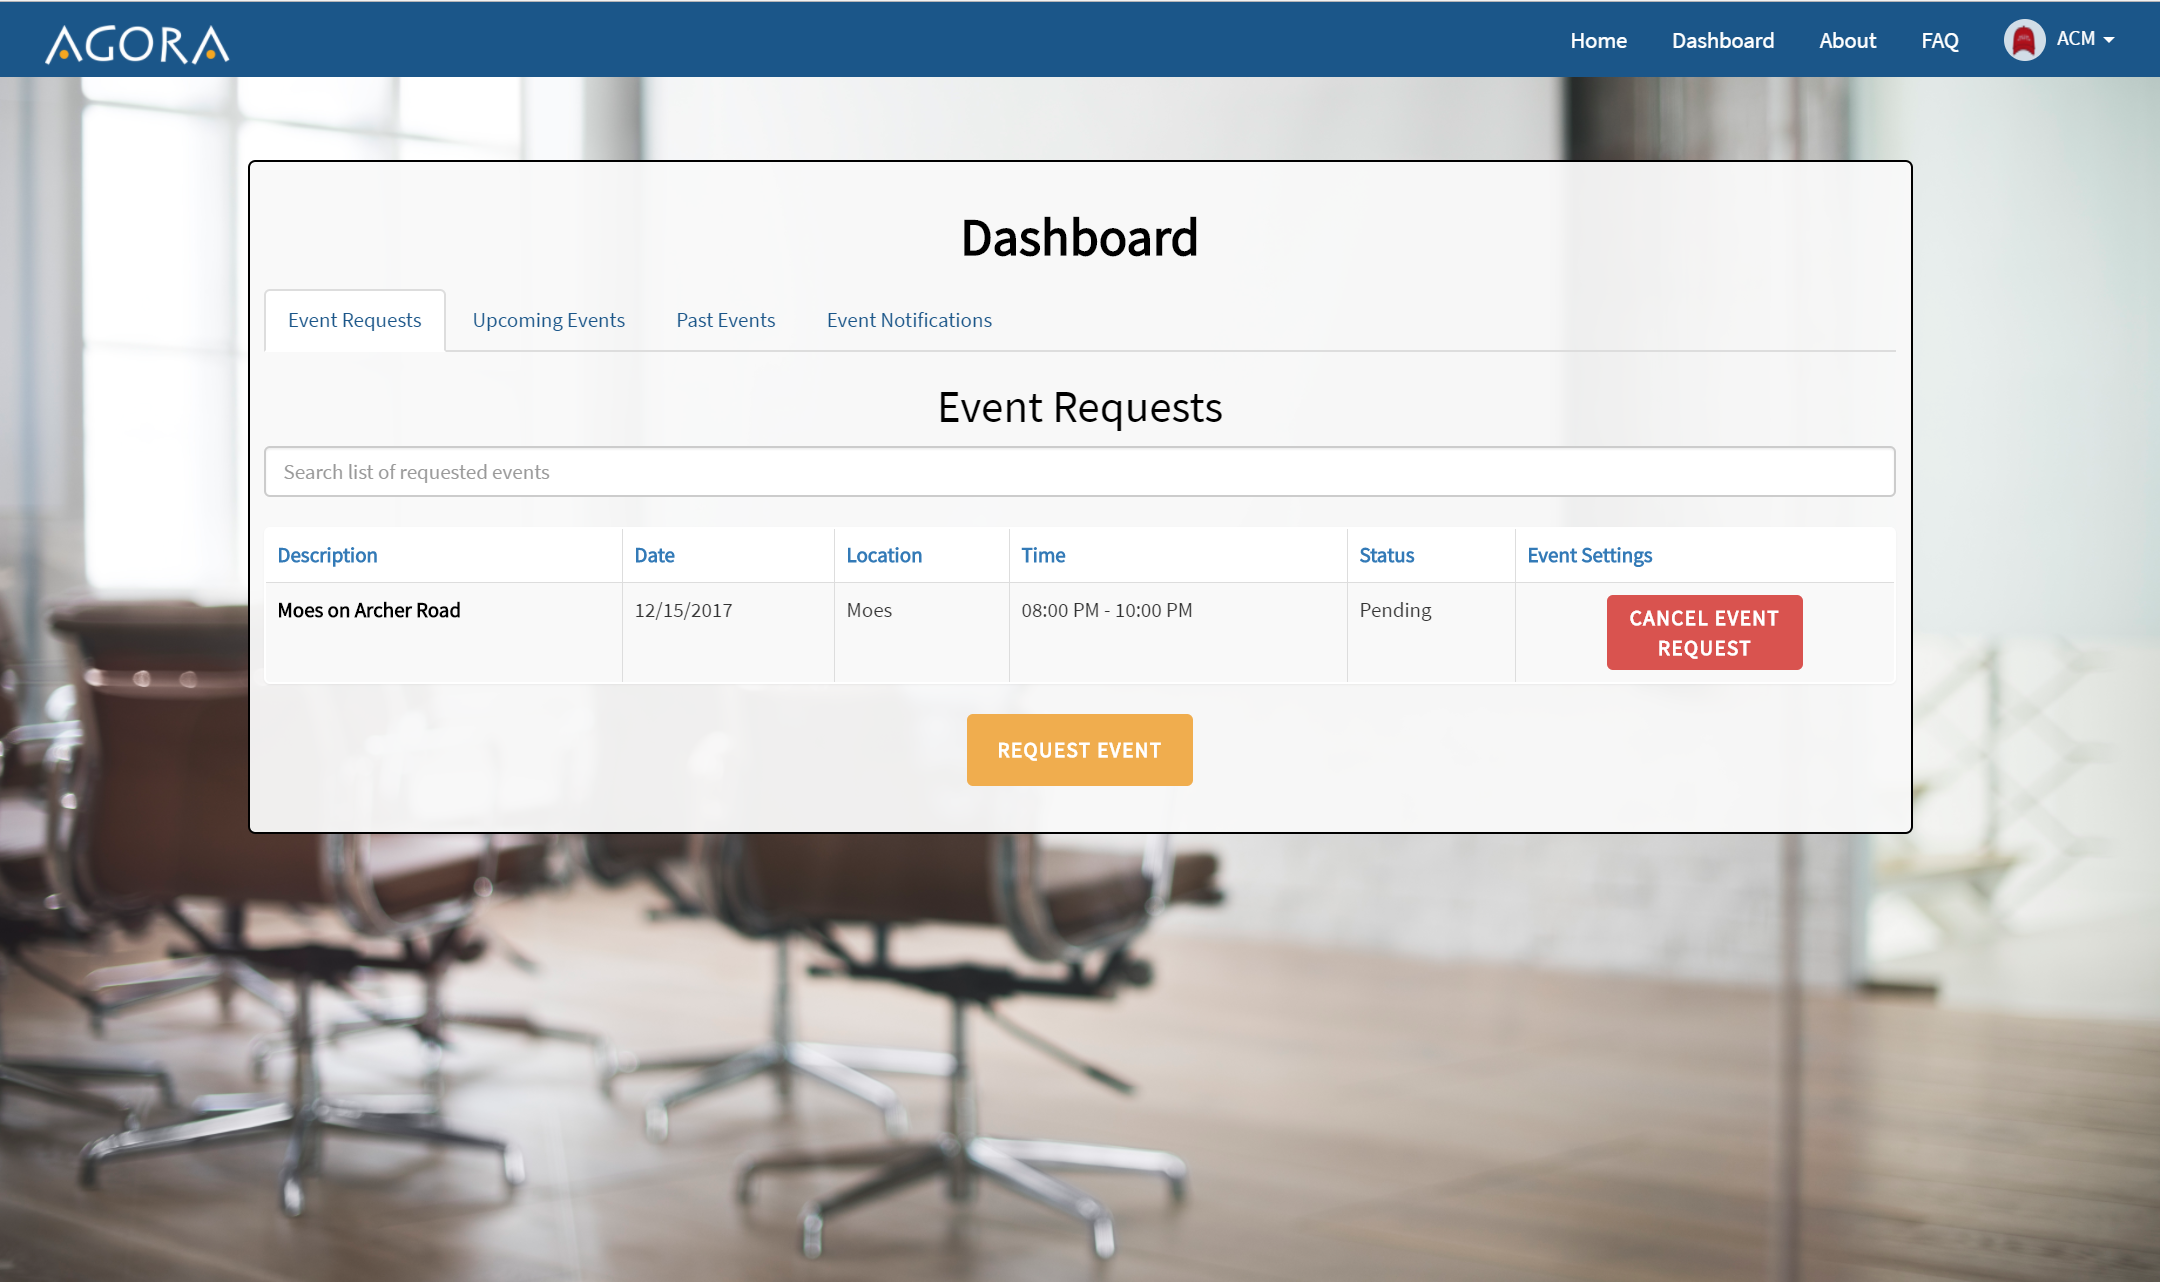 AGORA
Home Dashboard About FAQ ACM
Dashboard
Event Requests Upcoming Events Past Events Event Notifications
Event Requests
Search list of requested events
Description Date Location Time Status Event Settings
Moes on Archer Road 12/15/2017 Moes 08:00 PM - 10:00 PM Pending CANCEL EVENT
REQUEST
REQUEST EVENT